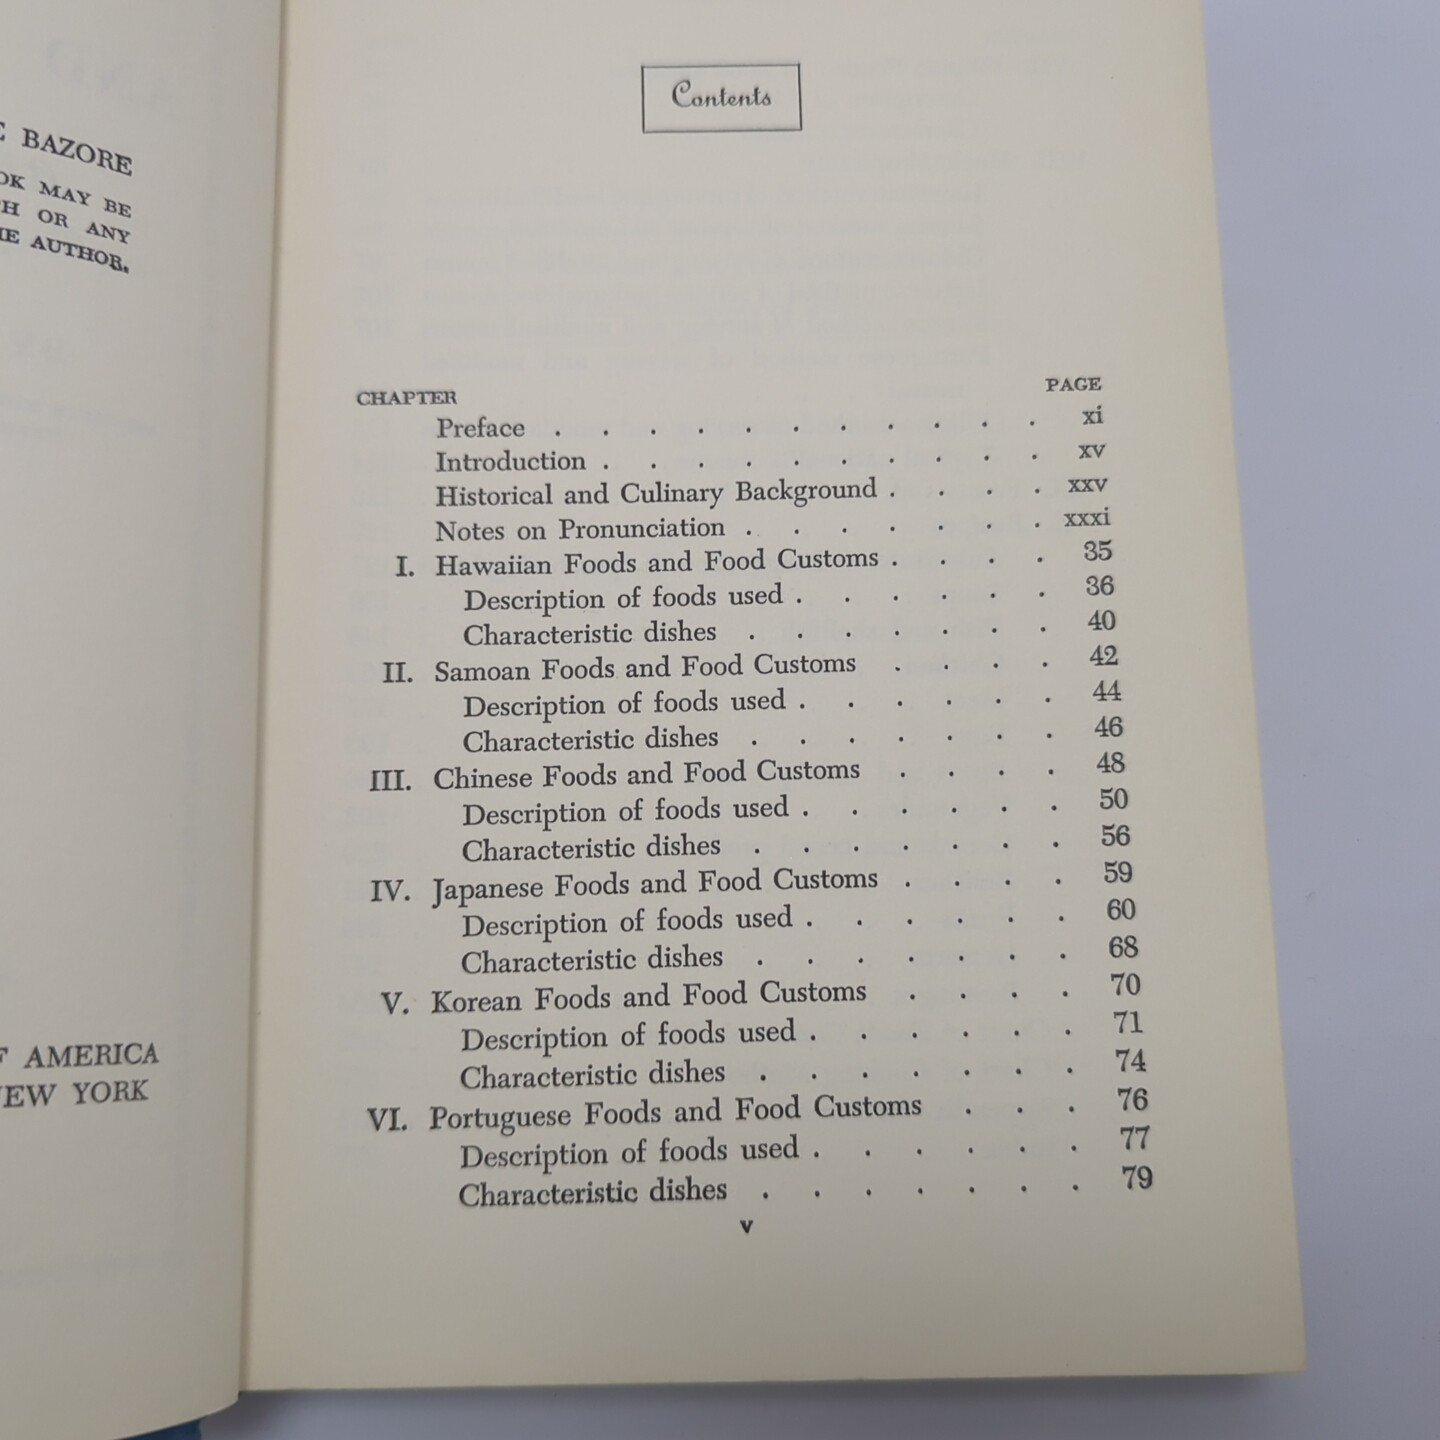 BAZORE
OK MAY BE
OR ANY
AUTHOR.
AMERICA
NEW YORK
Contents
CHAPTER PAGE
Preface . . . . . . . . . . . xi
Introduction . . . . . . . . . . xv
Historical and Culinary Background . . . . xxv
Notes on Pronunciation . . . . . . . xxxi
I. Hawaiian Foods and Food Customs . . . . 35
Description of foods used . . . . . . 36
Characteristic dishes . . . . . . . 40
II. Samoan Foods and Food Customs . . . . 42
Description of foods used . . . . . . 44
Characteristic dishes . . . . . . . 46
III. Chinese Foods and Food Customs . . . . 48
Description of foods used . . . . . . 50
Characteristic dishes . . . . . . . 56
IV. Japanese Foods and Food Customs . . . . 59
Description of foods used . . . . . . 60
Characteristic dishes . . . . . . . 68
V. Korean Foods and Food Customs . . . . 70
Description of foods used . . . . . . 71
Characteristic dishes . . . . . . . 74
VI. Portuguese Foods and Food Customs . . . 76
Description of foods used . . . . . . 77
Characteristic dishes . . . . . . . 79
v